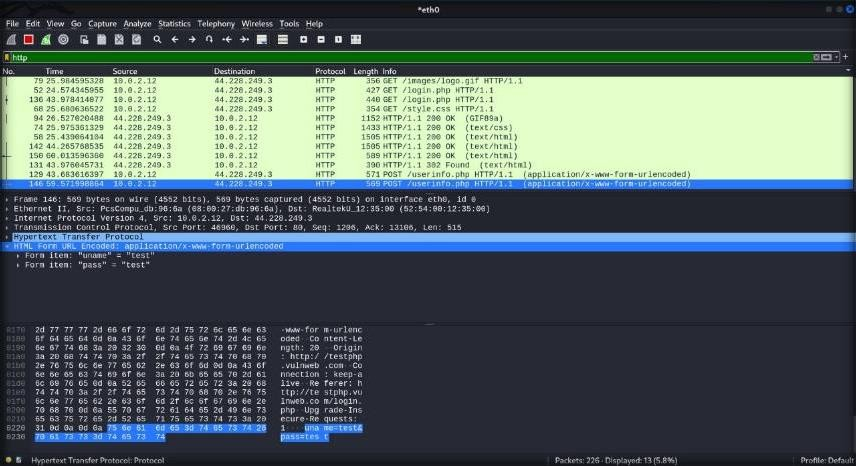 *eth0
File Edit View Go Capture Analyze Statistics Telephony Wireless Tools Help
http
No. Time Source Destination Protocol Length Info
79 25.984595328 10.0.2.12 44.228.249.3 HTTP 356 GET /images/logo.gif HTTP/1.1
52 24.574345955 10.0.2.12 44.228.249.3 HTTP 427 GET /login.php HTTP/1.1
136 43.978414077 10.0.2.12 44.228.249.3 HTTP 440 GET /login.php HTTP/1.1
68 25.680636522 10.0.2.12 44.228.249.3 HTTP 354 GET /style.css HTTP/1.1
94 26.527020488 44.228.249.3 10.0.2.12 HTTP 1152 HTTP/1.1 200 OK (GIF89a)
74 25.975361329 44.228.249.3 10.0.2.12 HTTP 1433 HTTP/1.1 200 OK (text/css)
58 25.439064104 44.228.249.3 10.0.2.12 HTTP 1505 HTTP/1.1 200 OK (text/html)
142 44.265768535 44.228.249.3 10.0.2.12 HTTP 1505 HTTP/1.1 200 OK (text/html)
150 60.013596360 44.228.249.3 10.0.2.12 HTTP 589 HTTP/1.1 200 OK (text/html)
131 43.976045731 44.228.249.3 10.0.2.12 HTTP 390 HTTP/1.1 302 Found (text/html)
129 43.683616397 10.0.2.12 44.228.249.3 HTTP 571 POST /userinfo.php HTTP/1.1 (application/x-www-form-urlencoded)
146 59.571998864 10.0.2.12 44.228.249.3 HTTP 569 POST /userinfo.php HTTP/1.1 (application/x-www-form-urlencoded)
Frame 146: 569 bytes on wire (4552 bits), 569 bytes captured (4552 bits) on interface eth0, id 0
Ethernet II, Src: PcsCompu_db:96:6a (08:00:27:db:96:6a), Dst: RealtekU_12:35:00 (52:54:00:12:35:00)
Internet Protocol Version 4, Src: 10.0.2.12, Dst: 44.228.249.3
Transmission Control Protocol, Src Port: 46960, Dst Port: 80, Seq: 1206, Ack: 13106, Len: 515
Hypertext Transfer Protocol
HTML Form URL Encoded: application/x-www-form-urlencoded
Form item: "uname" = "test"
Form item: "pass" = "test"
0170 2d 77 77 77 2d 66 6f 72 6d 2d 75 72 6c 65 6e 63 -www-for m-urlenc
0180 6f 64 65 64 0d 0a 43 6f 6e 74 65 6e 74 2d 4c 65 oded··Co ntent-Le
0190 6e 67 74 68 3a 20 32 30 0d 0a 4f 72 69 67 69 6e ngth: 20 ··Origin
01a0 3a 20 68 74 74 70 3a 2f 2f 74 65 73 74 70 68 70 : http:/ /testphp
01b0 2e 76 75 6c 6e 77 65 62 2e 63 6f 6d 0d 0a 43 6f .vulnweb .com··Co
01c0 6e 6e 65 63 74 69 6f 6e 3a 20 6b 65 65 70 2d 61 nnection : keep-a
01d0 6c 69 76 65 0d 0a 52 65 66 65 72 65 72 3a 20 68 live··Re ferer: h
01e0 74 74 70 3a 2f 2f 74 65 73 74 70 68 70 2e 76 75 ttp://te stphp.vu
01f0 6c 6e 77 65 62 2e 63 6f 6d 2f 6c 6f 67 69 6e 2e lnweb.co m/login.
0200 70 68 70 0d 0a 55 70 67 72 61 64 65 2d 49 6e 73 php··Upg rade-Ins
0210 65 63 75 72 65 2d 52 65 71 75 65 73 74 73 3a 20 ecure-Re quests:
0220 31 0d 0a 0d 0a 75 6e 61 6d 65 3d 74 65 73 74 26 1····una me=test&
0230 70 61 73 73 3d 74 65 73 74 pass=tes t
Hypertext Transfer Protocol: Protocol Packets: 226 · Displayed: 13 (5.8%) Profile: Default